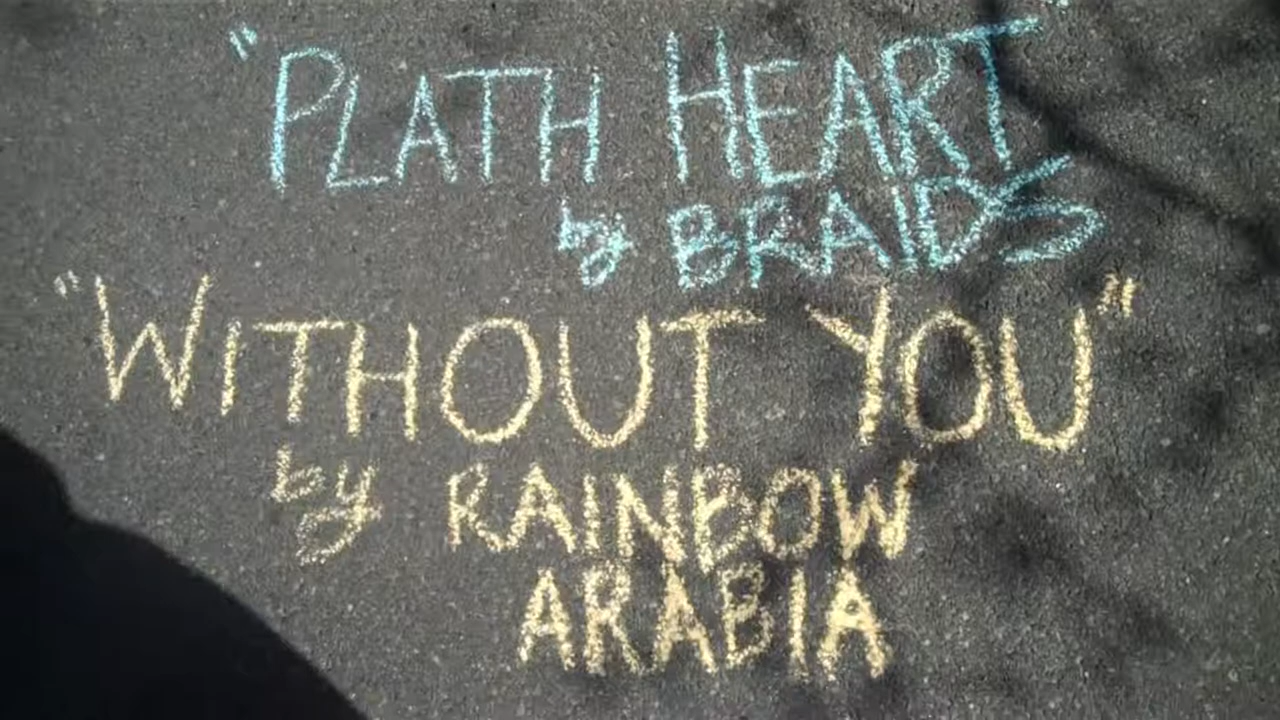 "PLATH HEART"
by BRAIDS
"WITHOUT YOU"
by RAINBOW
ARABIA